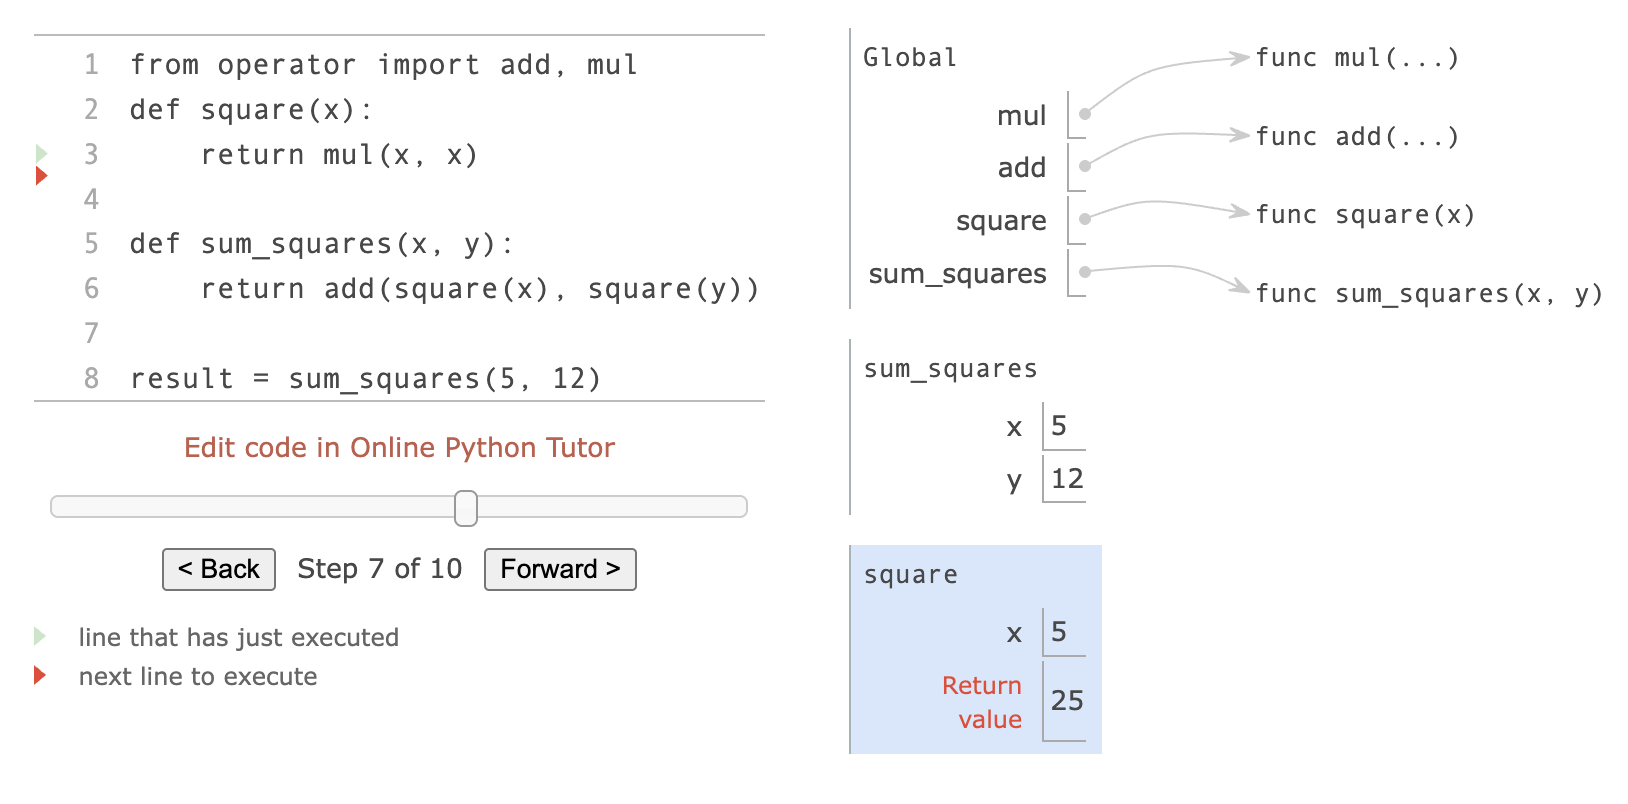 1 from operator import add, mul
2 def square(x):
3     return mul(x, x)
4
5 def sum_squares(x, y):
6     return add(square(x), square(y))
7
8 result = sum_squares(5, 12)
Edit code in Online Python Tutor
< Back Step 7 of 10 Forward >
line that has just executed
next line to execute
Global
mul
add
square
sum_squares
func mul(...)
func add(...)
func square(x)
func sum_squares(x, y)
sum_squares
x 5
y 12
square
x 5
Return
value 25